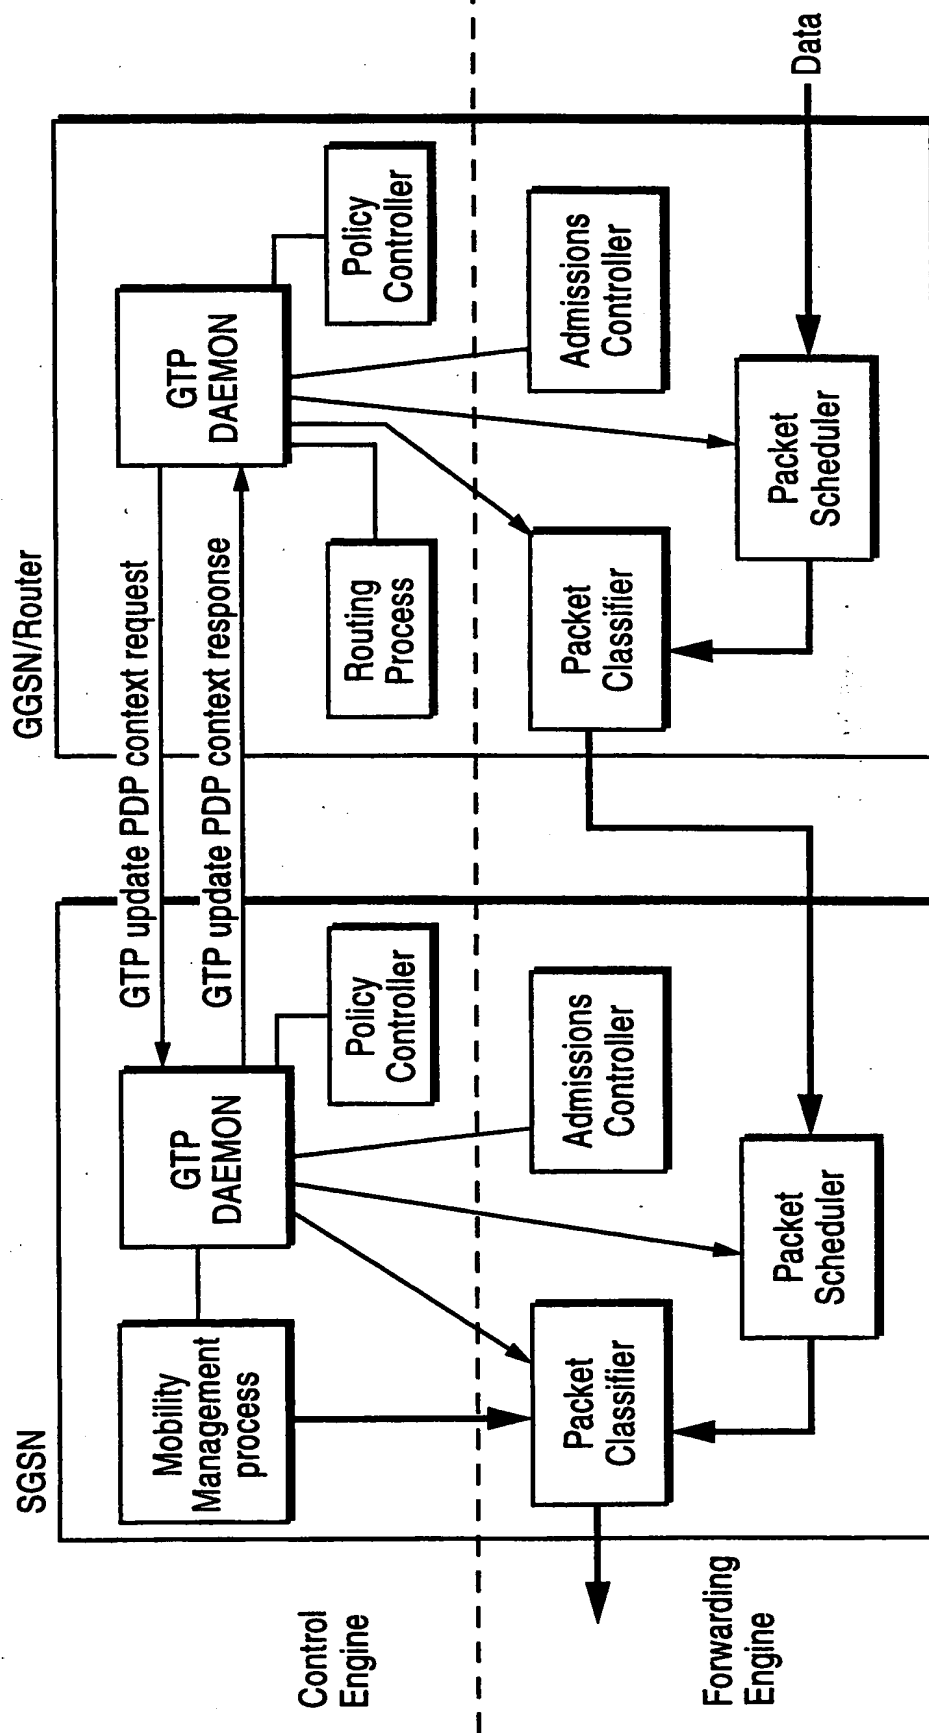 SGSN
GGSN/Router
Control
Engine
Mobility
Management
process
GTP
DAEMON
Policy
Controller
GTP update PDP context request
GTP update PDP context response
GTP
DAEMON
Routing
Process
Policy
Controller
Forwarding
Engine
Packet
Classifier
Admissions
Controller
Packet
Scheduler
Packet
Classifier
Admissions
Controller
Packet
Scheduler
Data